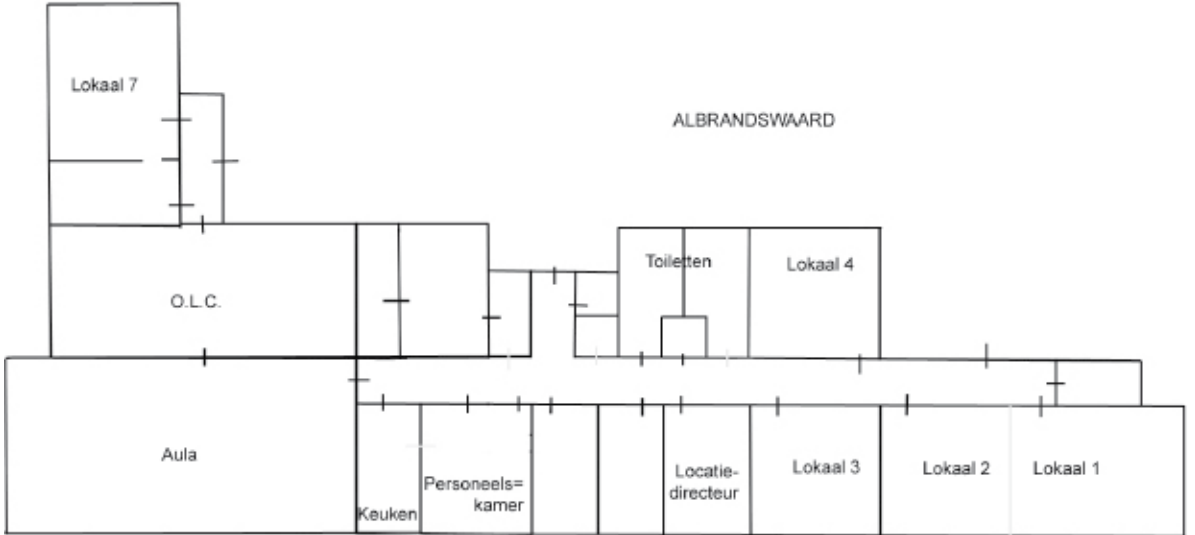 Lokaal 7
ALBRANDSWAARD
Toiletten
Lokaal 4
O.L.C.
Aula
Keuken
Personeels=
kamer
Locatie-
directeur
Lokaal 3
Lokaal 2
Lokaal 1